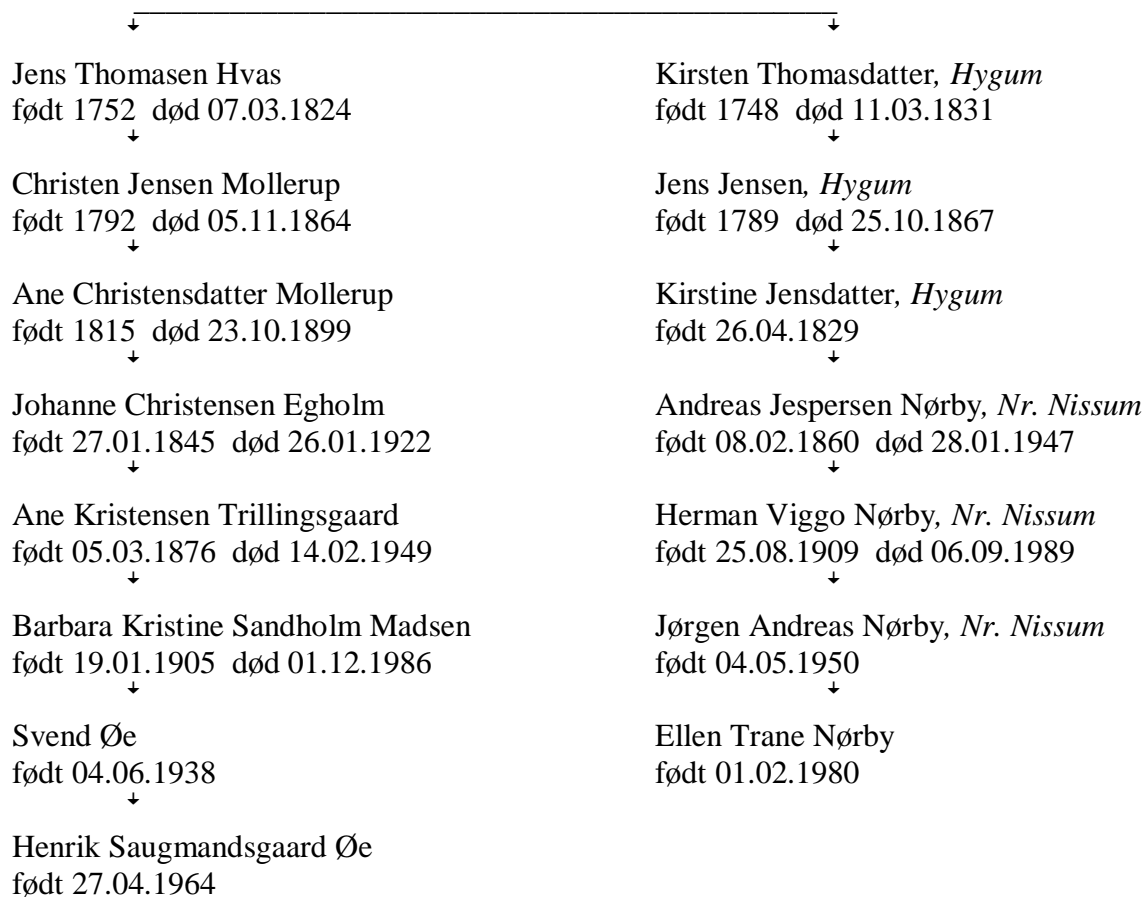 Jens Thomasen Hvas
født 1752  død 07.03.1824
Christen Jensen Mollerup
født 1792  død 05.11.1864
Ane Christensdatter Mollerup
født 1815  død 23.10.1899
Johanne Christensen Egholm
født 27.01.1845  død 26.01.1922
Ane Kristensen Trillingsgaard
født 05.03.1876  død 14.02.1949
Barbara Kristine Sandholm Madsen
født 19.01.1905  død 01.12.1986
Svend Øe
født 04.06.1938
Henrik Saugmandsgaard Øe
født 27.04.1964
Kirsten Thomasdatter, Hygum
født 1748  død 11.03.1831
Jens Jensen, Hygum
født 1789  død 25.10.1867
Kirstine Jensdatter, Hygum
født 26.04.1829
Andreas Jespersen Nørby, Nr. Nissum
født 08.02.1860  død 28.01.1947
Herman Viggo Nørby, Nr. Nissum
født 25.08.1909  død 06.09.1989
Jørgen Andreas Nørby, Nr. Nissum
født 04.05.1950
Ellen Trane Nørby
født 01.02.1980